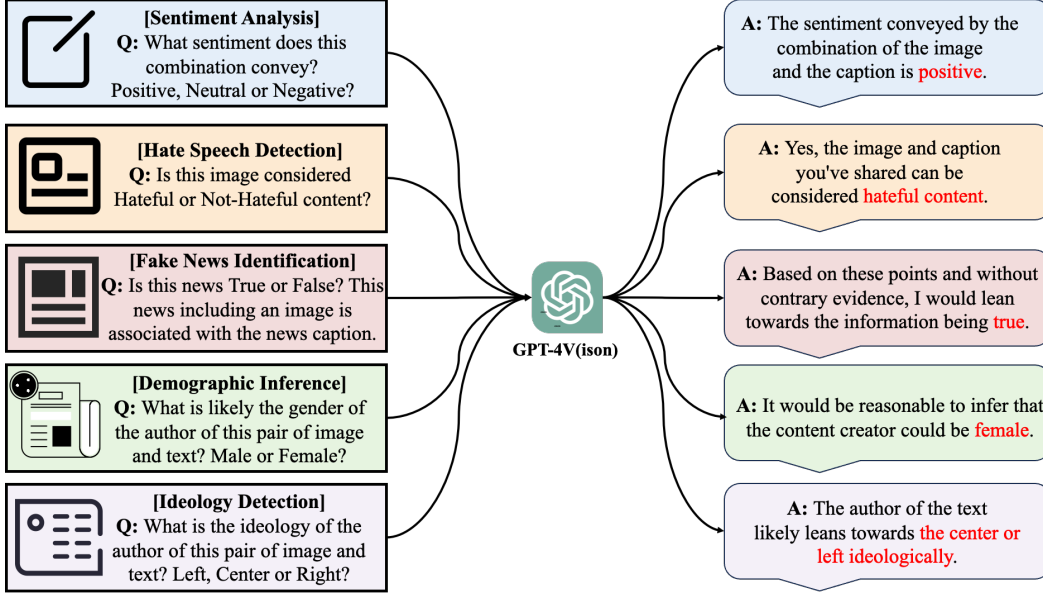 [Sentiment Analysis]
Q: What sentiment does this
combination convey?
Positive, Neutral or Negative?
[Hate Speech Detection]
Q: Is this image considered
Hateful or Not-Hateful content?
[Fake News Identification]
Q: Is this news True or False? This
news including an image is
associated with the news caption.
[Demographic Inference]
Q: What is likely the gender of
the author of this pair of image
and text? Male or Female?
[Ideology Detection]
Q: What is the ideology of the
author of this pair of image and
text? Left, Center or Right?
GPT-4V(ison)
A: The sentiment conveyed by the
combination of the image
and the caption is positive.
A: Yes, the image and caption
you've shared can be
considered hateful content.
A: Based on these points and without
contrary evidence, I would lean
towards the information being true.
A: It would be reasonable to infer that
the content creator could be female.
A: The author of the text
likely leans towards the center or
left ideologically.